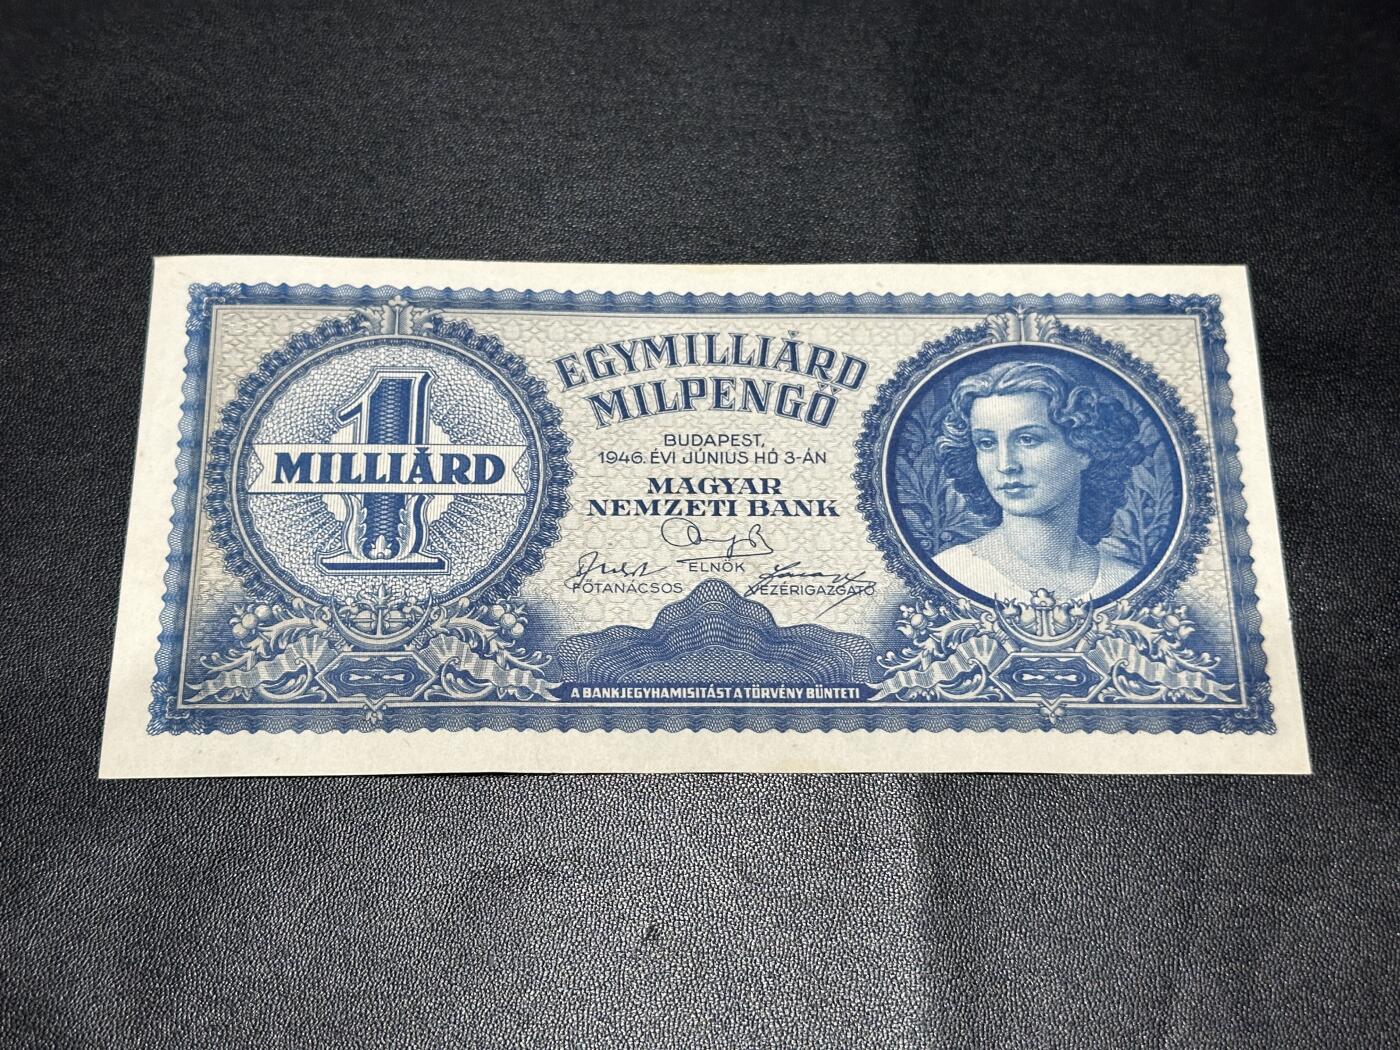 1
MILLIÁRD
EGYMILLIÁRD
MILPENGŐ
BUDAPEST,
1946. ÉVI JÚNIUS HÓ 3-ÁN
MAGYAR
NEMZETI BANK
ELNÖK
FŐTANÁCSOS
VEZÉRIGAZGATÓ
A BANKJEGYHAMISITÁST A TÖRVÉNY BÜNTETI